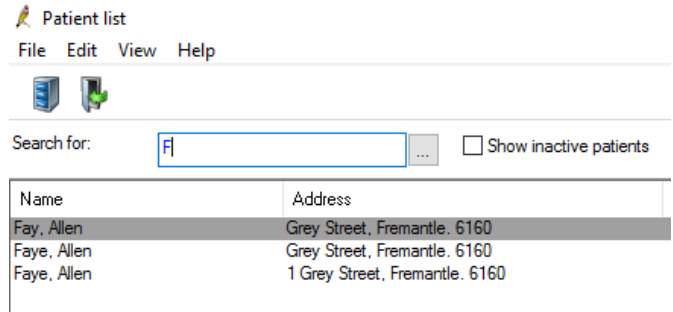 Patient list
File Edit View Help
Search for: F ... Show inactive patients
Name Address
Fay, Allen Grey Street, Fremantle. 6160
Faye, Allen Grey Street, Fremantle. 6160
Faye, Allen 1 Grey Street, Fremantle. 6160